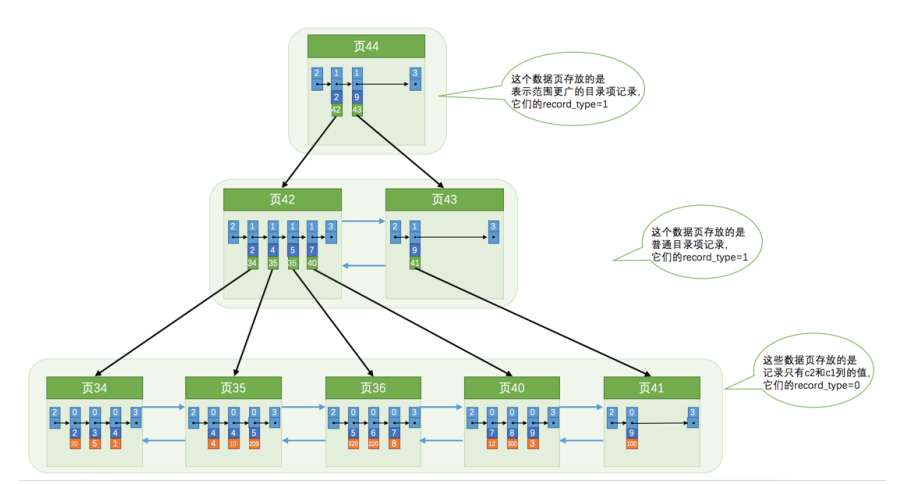 页44
2 1 1 3
2 9
42 43
这个数据页存放的是
表示范围更广的目录项记录,
它们的record_type=1
页42 页43
2 1 1 1 1 3 2 1 3
2 4 5 7 9
34 35 36 40 41
这个数据页存放的是
普通目录项记录,
它们的record_type=1
这些数据页存放的是
记录只有c2和c1列的值,
它们的record_type=0
页34 页35 页36 页40 页41
2 0 0 0 3 2 0 0 0 3 2 0 0 0 3 2 0 0 0 3 2 0 3
2 3 4 4 4 5 5 6 7 7 8 9 9
20 5 1 4 10 209 320 220 8 12 300 3 100